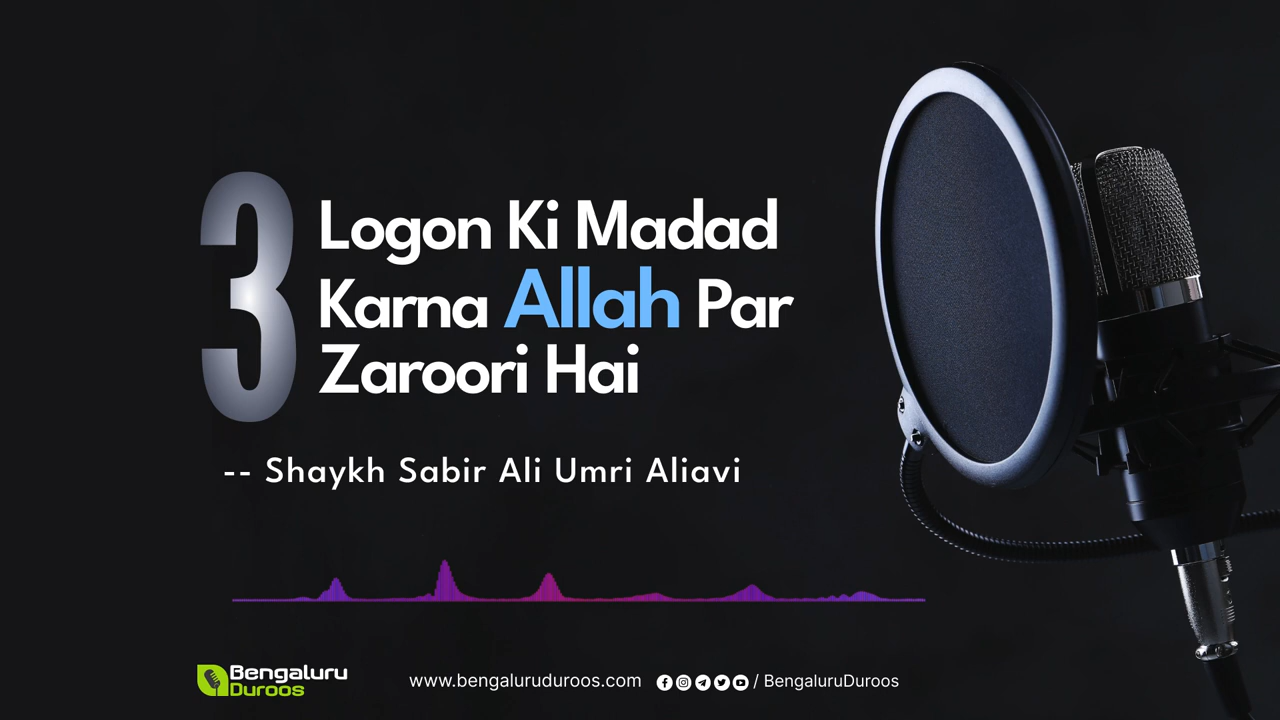 3
Logon Ki Madad
Karna Allah Par
Zaroori Hai
-- Shaykh Sabir Ali Umri Aliavi
Bengaluru
Duroos
www.bengaluruduroos.com
/ BengaluruDuroos